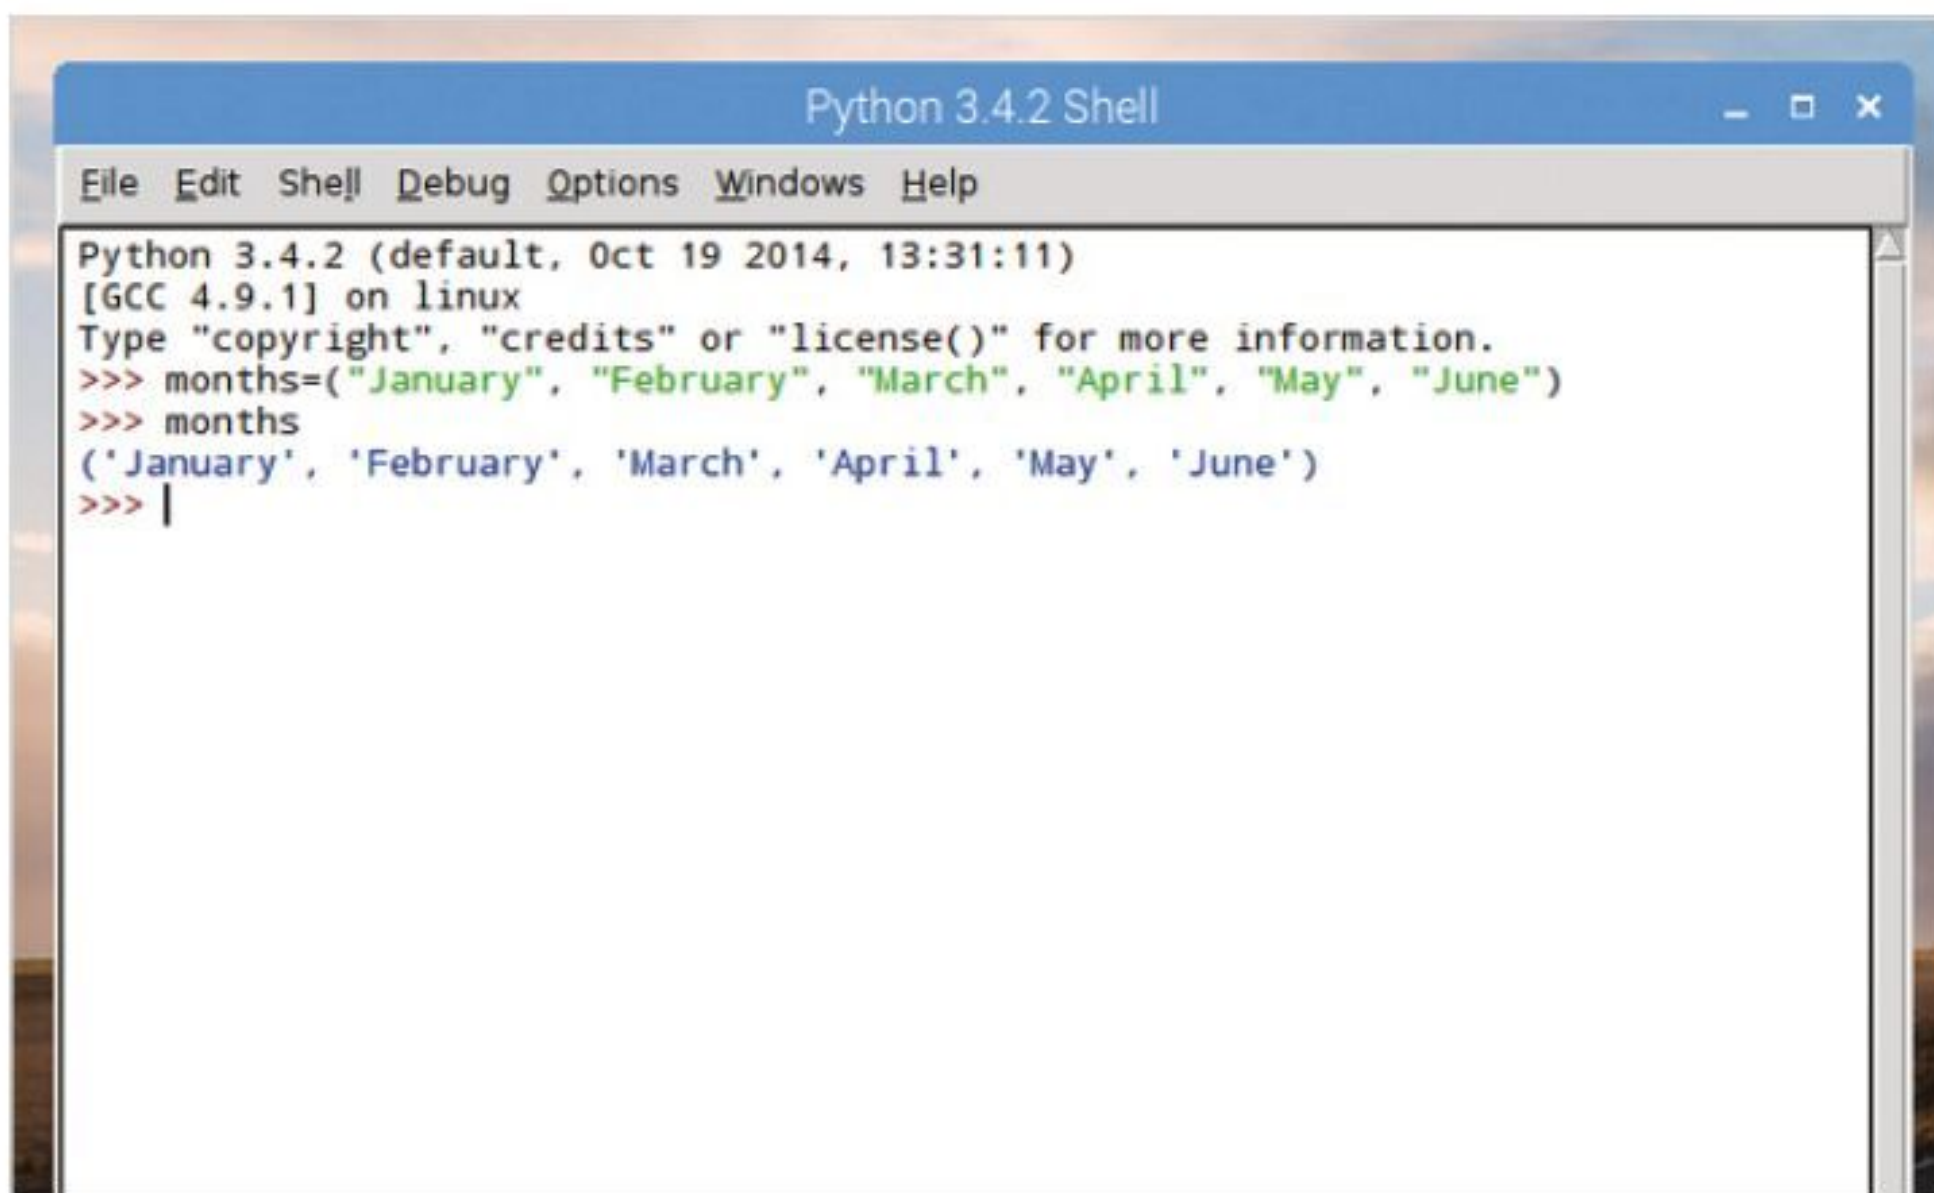 Python 3.4.2 Shell
File Edit Shell Debug Options Windows Help
Python 3.4.2 (default, Oct 19 2014, 13:31:11)
[GCC 4.9.1] on linux
Type "copyright", "credits" or "license()" for more information.
>>> months=("January", "February", "March", "April", "May", "June")
>>> months
('January', 'February', 'March', 'April', 'May', 'June')
>>>